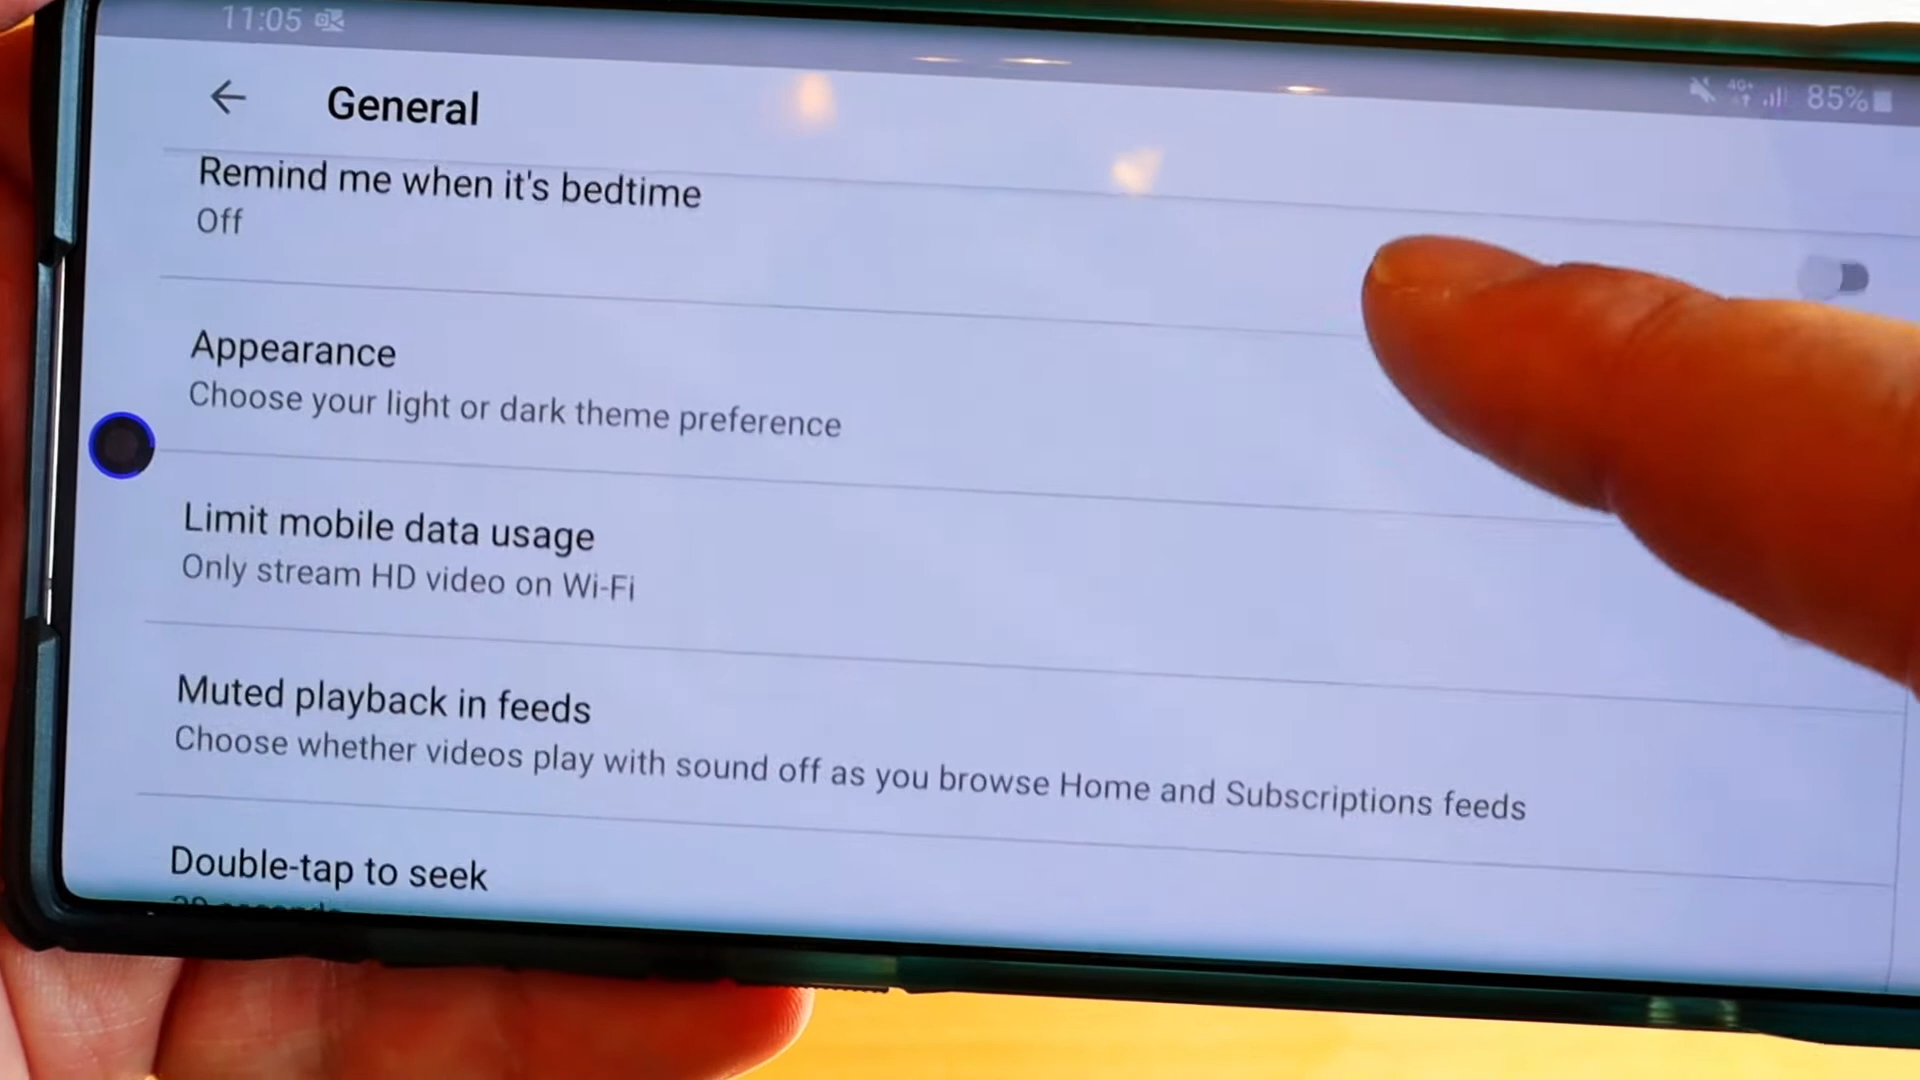 11:05
4G+
85%
General
Remind me when it's bedtime
Off
Appearance
Choose your light or dark theme preference
Limit mobile data usage
Only stream HD video on Wi-Fi
Muted playback in feeds
Choose whether videos play with sound off as you browse Home and Subscriptions feeds
Double-tap to seek